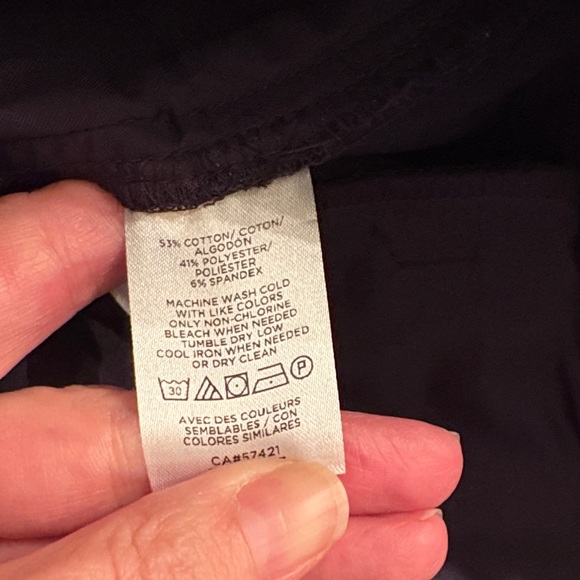 53% COTTON/ COTON/
ALGODON
41% POLYESTER/
POLIÉSTER
6% SPANDEX
MACHINE WASH COLD
WITH LIKE COLORS
ONLY NON-CHLORINE
BLEACH WHEN NEEDED
TUMBLE DRY LOW
COOL IRON WHEN NEEDED
OR DRY CLEAN
30 P
AVEC DES COULEURS
SEMBLABLES / CON
COLORES SIMILARES
CA#57421